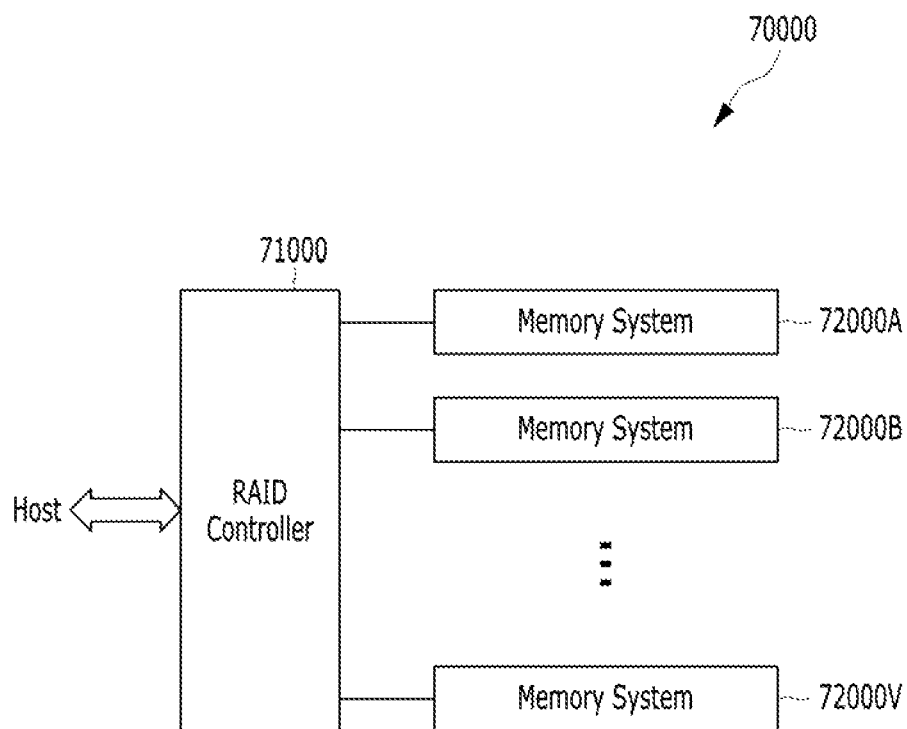 70000
71000
Memory System
72000A
Memory System
72000B
Host
RAID
Controller
Memory System
72000V